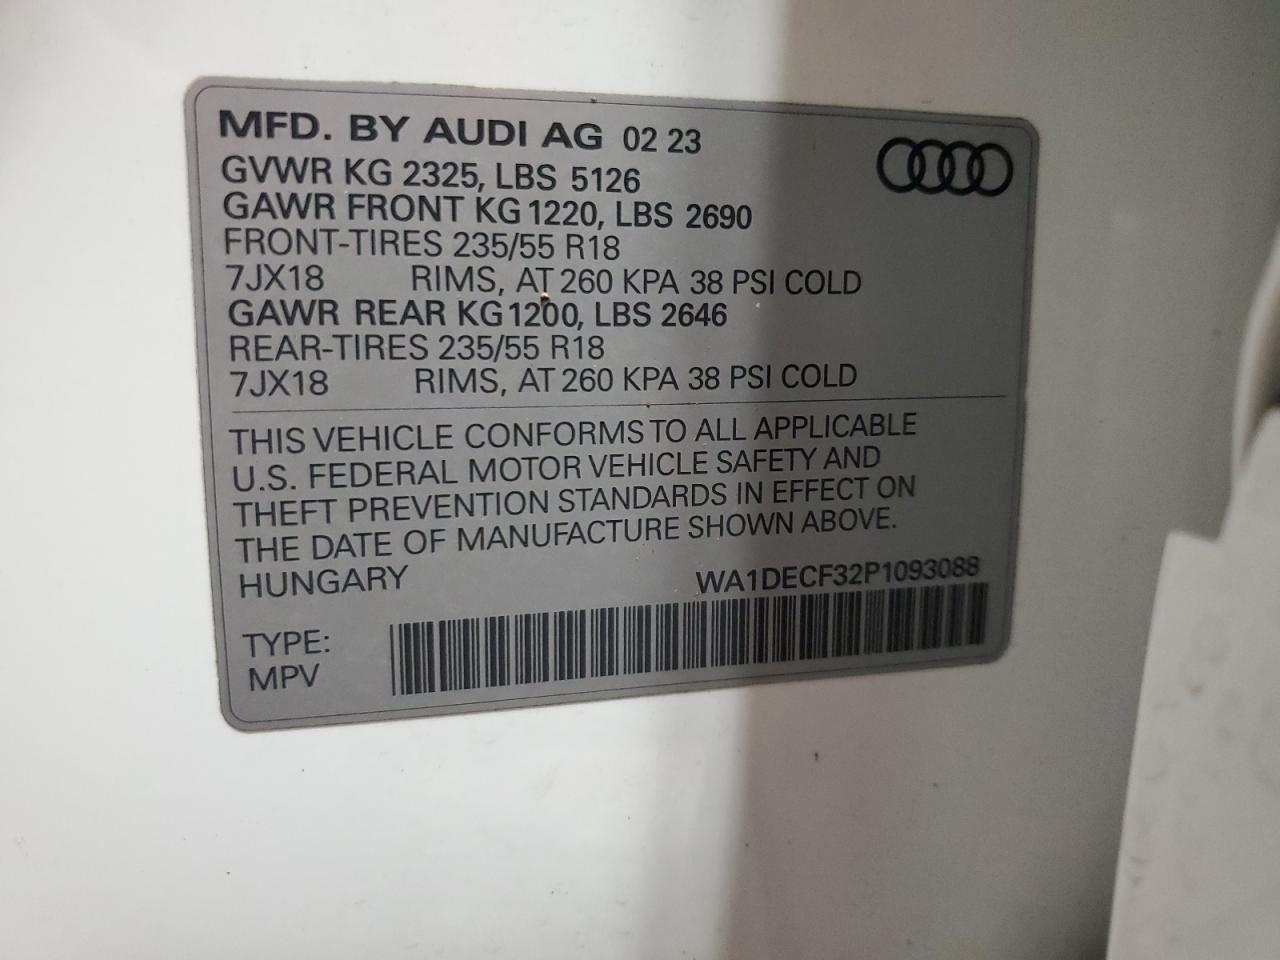 MFD. BY AUDI AG 02 23
GVWR KG 2325, LBS 5126
GAWR FRONT KG 1220, LBS 2690
FRONT-TIRES 235/55 R18
7JX18 RIMS, AT 260 KPA 38 PSI COLD
GAWR REAR KG 1200, LBS 2646
REAR-TIRES 235/55 R18
7JX18 RIMS, AT 260 KPA 38 PSI COLD
THIS VEHICLE CONFORMS TO ALL APPLICABLE
U.S. FEDERAL MOTOR VEHICLE SAFETY AND
THEFT PREVENTION STANDARDS IN EFFECT ON
THE DATE OF MANUFACTURE SHOWN ABOVE.
HUNGARY WA1DECF32P1093088
TYPE:
MPV